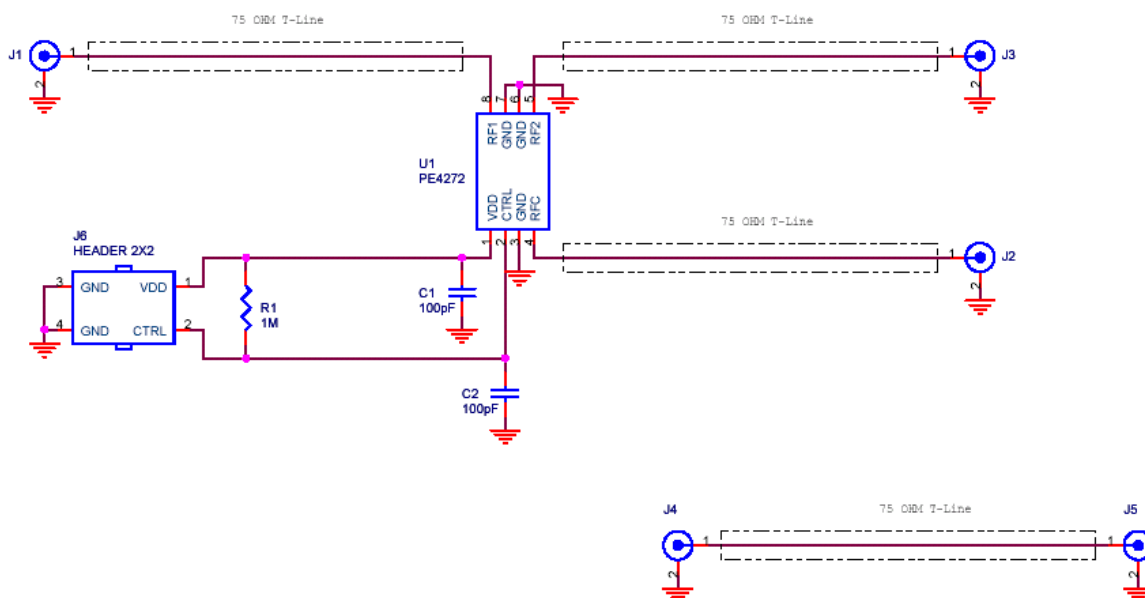 75 OHM T-Line
75 OHM T-Line
J1
1
2
1
J3
2
8
7
6
5
RF1
GND
GND
RF2
U1
PE4272
VDD
CTRL
GND
RFC
1
2
3
4
75 OHM T-Line
1
J2
2
J6
HEADER 2X2
3
GND
VDD
1
4
GND
CTRL
2
R1
1M
C1
100pF
C2
100pF
J4
75 OHM T-Line
J5
1
1
2
2